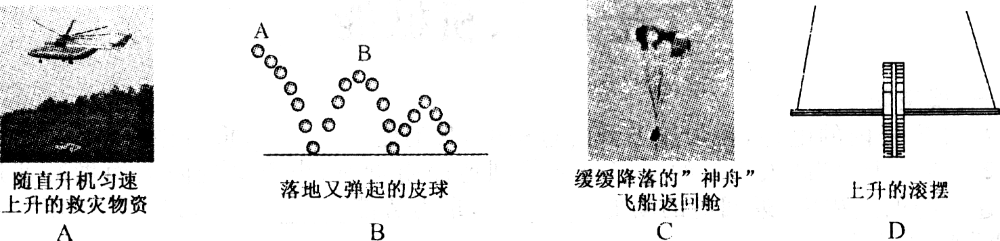 A
B
随直升机匀速
上升的救灾物资
A
落地又弹起的皮球
B
缓缓降落的”神舟”
飞船返回舱
C
上升的滚摆
D